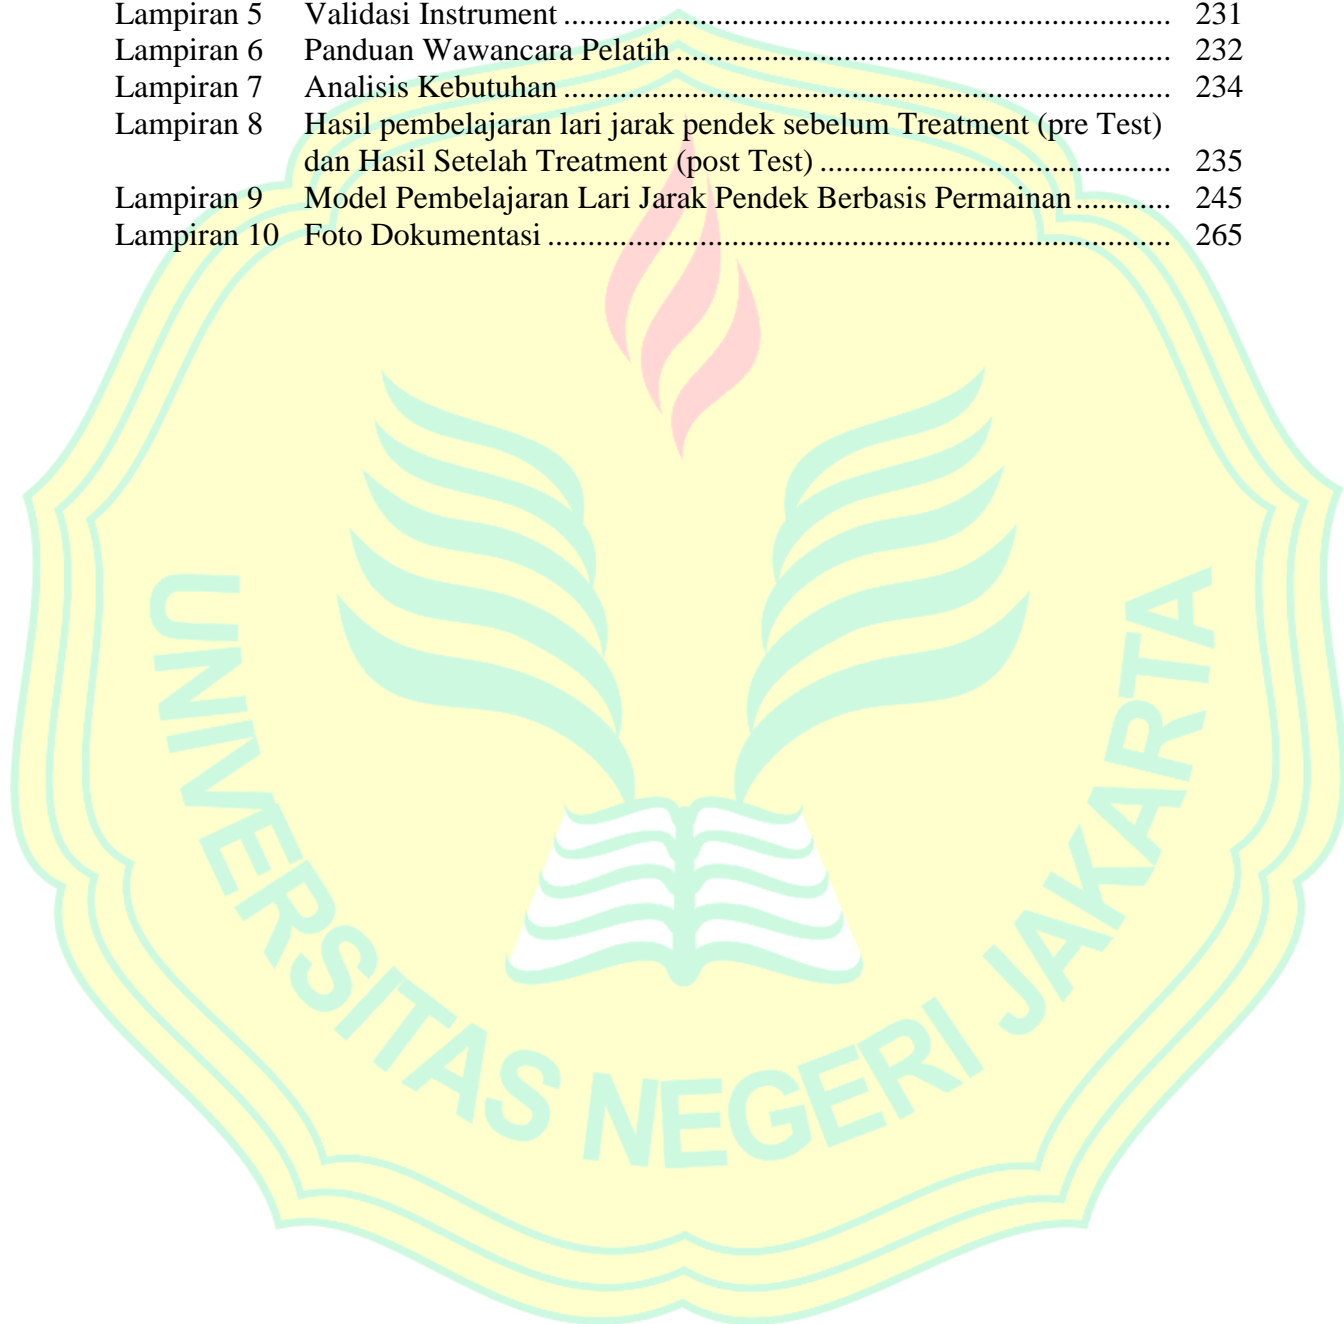 Lampiran 5 Validasi Instrument ........................................................................... 231
Lampiran 6 Panduan Wawancara Pelatih ............................................................. 232
Lampiran 7 Analisis Kebutuhan ........................................................................... 234
Lampiran 8 Hasil pembelajaran lari jarak pendek sebelum Treatment (pre Test)
dan Hasil Setelah Treatment (post Test) ........................................... 235
Lampiran 9 Model Pembelajaran Lari Jarak Pendek Berbasis Permainan ............ 245
Lampiran 10 Foto Dokumentasi ............................................................................. 265
UNIVERSITAS NEGERI JAKARTA